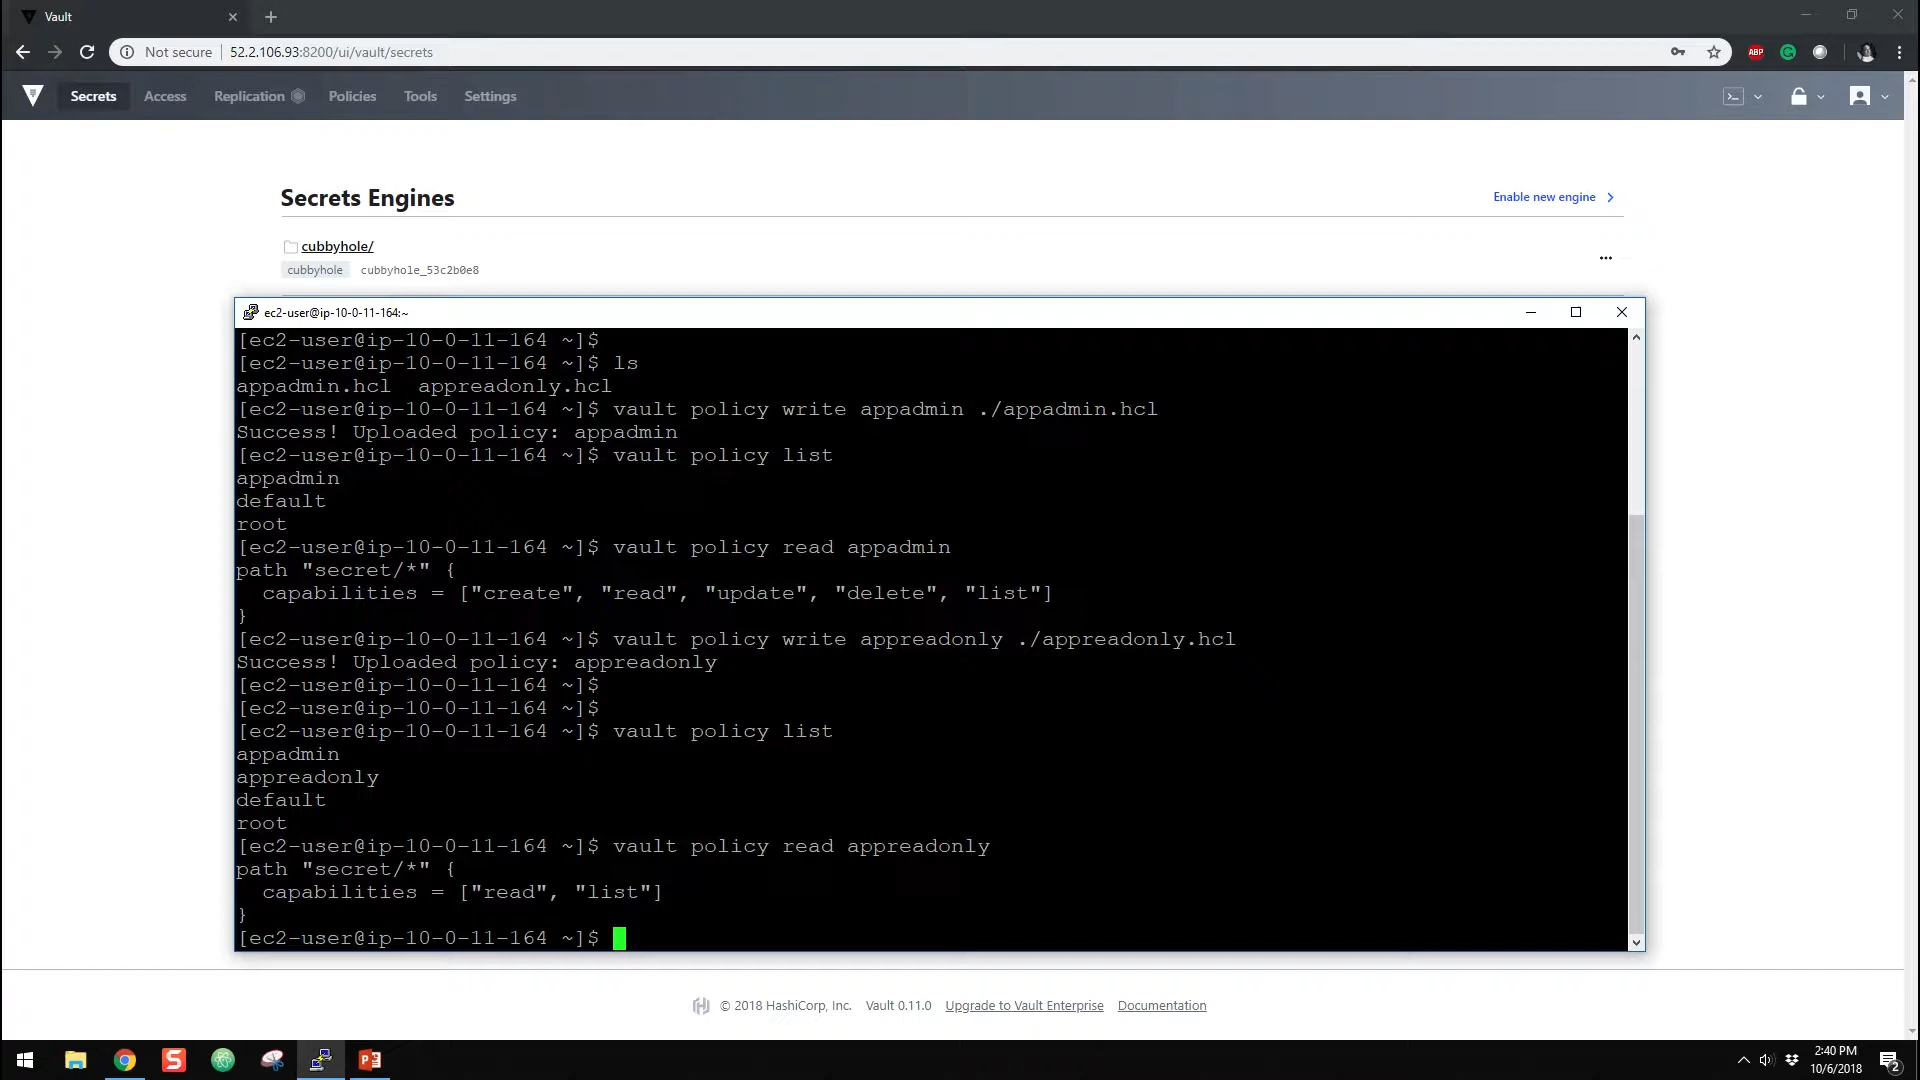 Vault
Not secure
52.2.106.93:8200/ui/vault/secrets
ABP
Secrets
Access
Replication
Policies
Tools
Settings
Secrets Engines
Enable new engine
cubbyhole/
cubbyhole cubbyhole_53c2b0e8
ec2-user@ip-10-0-11-164:~
[ec2-user@ip-10-0-11-164 ~]$
[ec2-user@ip-10-0-11-164 ~]$ ls
appadmin.hcl  appreadonly.hcl
[ec2-user@ip-10-0-11-164 ~]$ vault policy write appadmin ./appadmin.hcl
Success! Uploaded policy: appadmin
[ec2-user@ip-10-0-11-164 ~]$ vault policy list
appadmin
default
root
[ec2-user@ip-10-0-11-164 ~]$ vault policy read appadmin
path "secret/*" {
  capabilities = ["create", "read", "update", "delete", "list"]
}
[ec2-user@ip-10-0-11-164 ~]$ vault policy write appreadonly ./appreadonly.hcl
Success! Uploaded policy: appreadonly
[ec2-user@ip-10-0-11-164 ~]$
[ec2-user@ip-10-0-11-164 ~]$
[ec2-user@ip-10-0-11-164 ~]$ vault policy list
appadmin
appreadonly
default
root
[ec2-user@ip-10-0-11-164 ~]$ vault policy read appreadonly
path "secret/*" {
  capabilities = ["read", "list"]
}
[ec2-user@ip-10-0-11-164 ~]$
© 2018 HashiCorp, Inc. Vault 0.11.0 Upgrade to Vault Enterprise Documentation
2:40 PM
10/6/2018
2